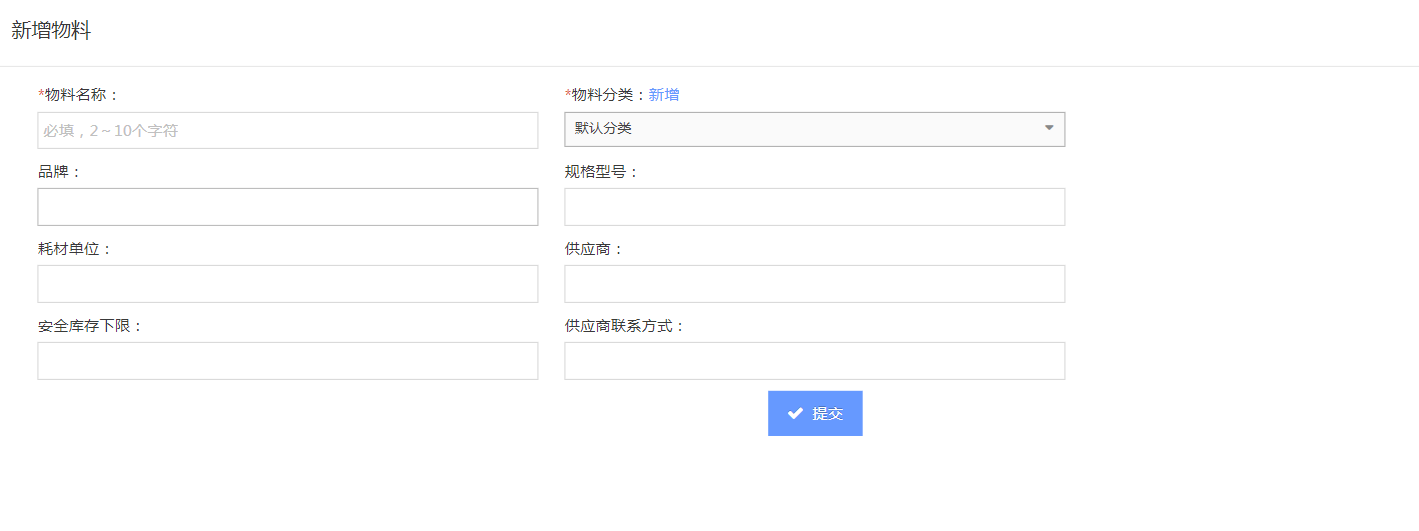 新增物料
*物料名称：
*物料分类：新增
必填，2～10个字符
默认分类
品牌：
规格型号：
耗材单位：
供应商：
安全库存下限：
供应商联系方式：
提交